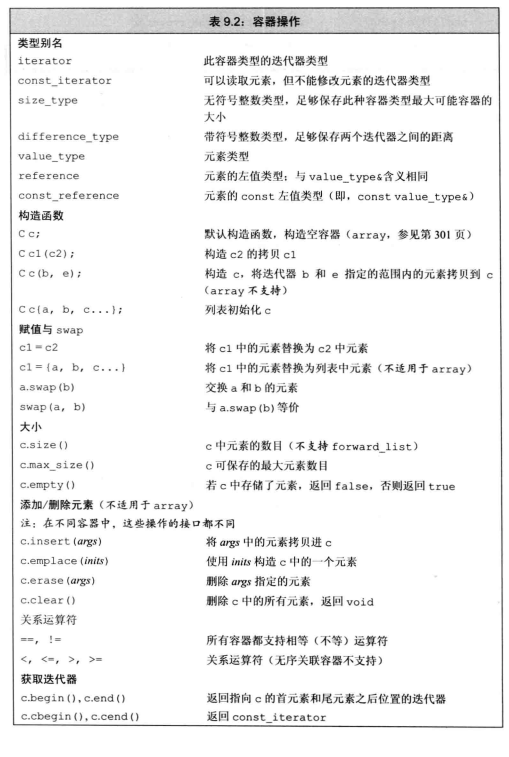 表 9.2：容器操作
类型别名
iterator 此容器类型的迭代器类型
const_iterator 可以读取元素，但不能修改元素的迭代器类型
size_type 无符号整数类型，足够保存此种容器类型最大可能容器的
大小
difference_type 带符号整数类型，足够保存两个迭代器之间的距离
value_type 元素类型
reference 元素的左值类型；与 value_type&含义相同
const_reference 元素的 const 左值类型（即，const value_type&）
构造函数
C c; 默认构造函数，构造空容器（array，参见第 301 页）
C c1(c2); 构造 c2 的拷贝 c1
C c(b, e); 构造 c，将迭代器 b 和 e 指定的范围内的元素拷贝到 c
（array 不支持）
C c{a, b, c...}; 列表初始化 c
赋值与 swap
c1 = c2 将 c1 中的元素替换为 c2 中元素
c1 = {a, b, c...} 将 c1 中的元素替换为列表中元素（不适用于 array）
a.swap(b) 交换 a 和 b 的元素
swap(a, b) 与 a.swap(b)等价
大小
c.size() c 中元素的数目（不支持 forward_list）
c.max_size() c 可保存的最大元素数目
c.empty() 若 c 中存储了元素，返回 false，否则返回 true
添加/删除元素（不适用于 array）
注：在不同容器中，这些操作的接口都不同
c.insert(args) 将 args 中的元素拷贝进 c
c.emplace(inits) 使用 inits 构造 c 中的一个元素
c.erase(args) 删除 args 指定的元素
c.clear() 删除 c 中的所有元素，返回 void
关系运算符
==, != 所有容器都支持相等（不等）运算符
<, <=, >, >= 关系运算符（无序关联容器不支持）
获取迭代器
c.begin(), c.end() 返回指向 c 的首元素和尾元素之后位置的迭代器
c.cbegin(), c.cend() 返回 const_iterator